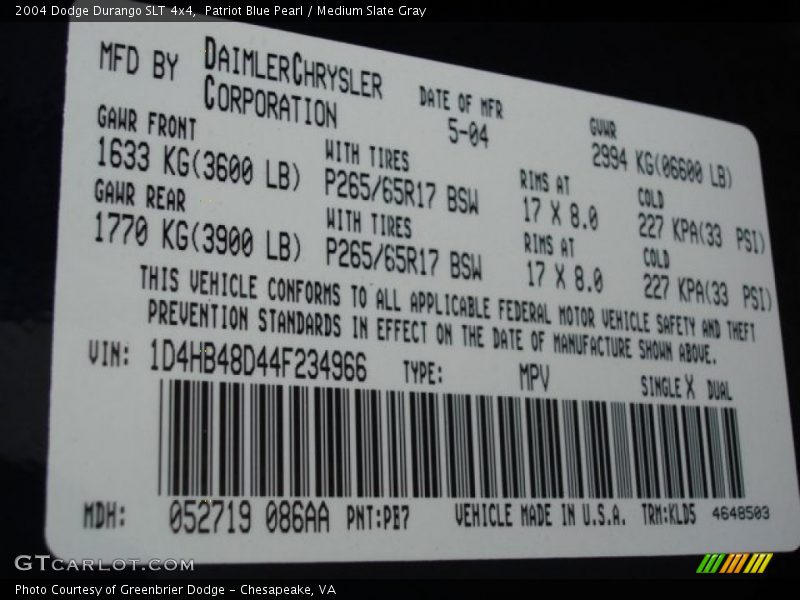 2004 Dodge Durango SLT 4x4,  Patriot Blue Pearl / Medium Slate Gray
MFD BY DAIMLERCHRYSLER CORPORATION
DATE OF MFR
5-04
GVWR
2994 KG(06600 LB)
GAWR FRONT
1633 KG(3600 LB)
WITH TIRES
P265/65R17 BSW
RIMS AT
17 X 8.0
COLD
227 KPA(33 PSI)
GAWR REAR
1770 KG(3900 LB)
WITH TIRES
P265/65R17 BSW
RIMS AT
17 X 8.0
COLD
227 KPA(33 PSI)
THIS VEHICLE CONFORMS TO ALL APPLICABLE FEDERAL MOTOR VEHICLE SAFETY AND THEFT
PREVENTION STANDARDS IN EFFECT ON THE DATE OF MANUFACTURE SHOWN ABOVE.
VIN: 1D4HB48D44F234966 TYPE: MPV SINGLE X DUAL
MDH: 052719 086AA PNT:PB7 VEHICLE MADE IN U.S.A. TRM:KLD5 4648503
GTCARLOT.COM
Photo Courtesy of Greenbrier Dodge - Chesapeake, VA